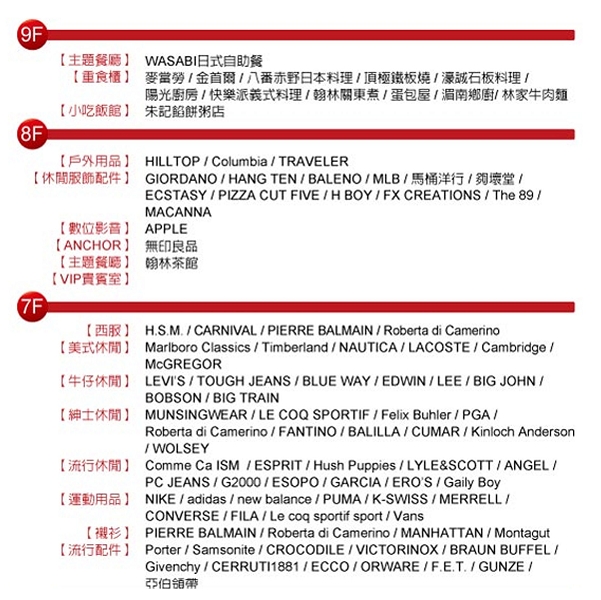 9F
【主題餐廳】 WASABI日式自助餐
【重食櫃】 麥當勞 / 金首爾 / 八番赤野日本料理 / 頂極鐵板燒 / 濠誠石板料理 /
陽光廚房 / 快樂派義式料理 / 翰林關東煮 / 蛋包屋 / 湄南鄉廚/ 林家牛肉麵
【小吃飯館】 朱記餡餅粥店
8F
【戶外用品】 HILLTOP / Columbia / TRAVELER
【休閒服飾配件】 GIORDANO / HANG TEN / BALENO / MLB / 馬桶洋行 / 夠壞堂 /
ECSTASY / PIZZA CUT FIVE / H BOY / FX CREATIONS / The 89 /
MACANNA
【數位影音】 APPLE
【ANCHOR】 無印良品
【主題餐廳】 翰林茶館
【VIP貴賓室】
7F
【西服】 H.S.M. / CARNIVAL / PIERRE BALMAIN / Roberta di Camerino
【美式休閒】 Marlboro Classics / Timberland / NAUTICA / LACOSTE / Cambridge /
McGREGOR
【牛仔休閒】 LEVI'S / TOUGH JEANS / BLUE WAY / EDWIN / LEE / BIG JOHN /
BOBSON / BIG TRAIN
【紳士休閒】 MUNSINGWEAR / LE COQ SPORTIF / Felix Buhler / PGA /
Roberta di Camerino / FANTINO / BALILLA / CUMAR / Kinloch Anderson
/ WOLSEY
【流行休閒】 Comme Ca ISM / ESPRIT / Hush Puppies / LYLE&SCOTT / ANGEL /
PC JEANS / G2000 / ESOPO / GARCIA / ERO'S / Gaily Boy
【運動用品】 NIKE / adidas / new balance / PUMA / K-SWISS / MERRELL /
CONVERSE / FILA / Le coq sportif sport / Vans
【襯衫】 PIERRE BALMAIN / Roberta di Camerino / MANHATTAN / Montagut
【流行配件】 Porter / Samsonite / CROCODILE / VICTORINOX / BRAUN BUFFEL /
Givenchy / CERRUTI1881 / ECCO / ORWARE / F.E.T. / GUNZE /
亞伯領帶